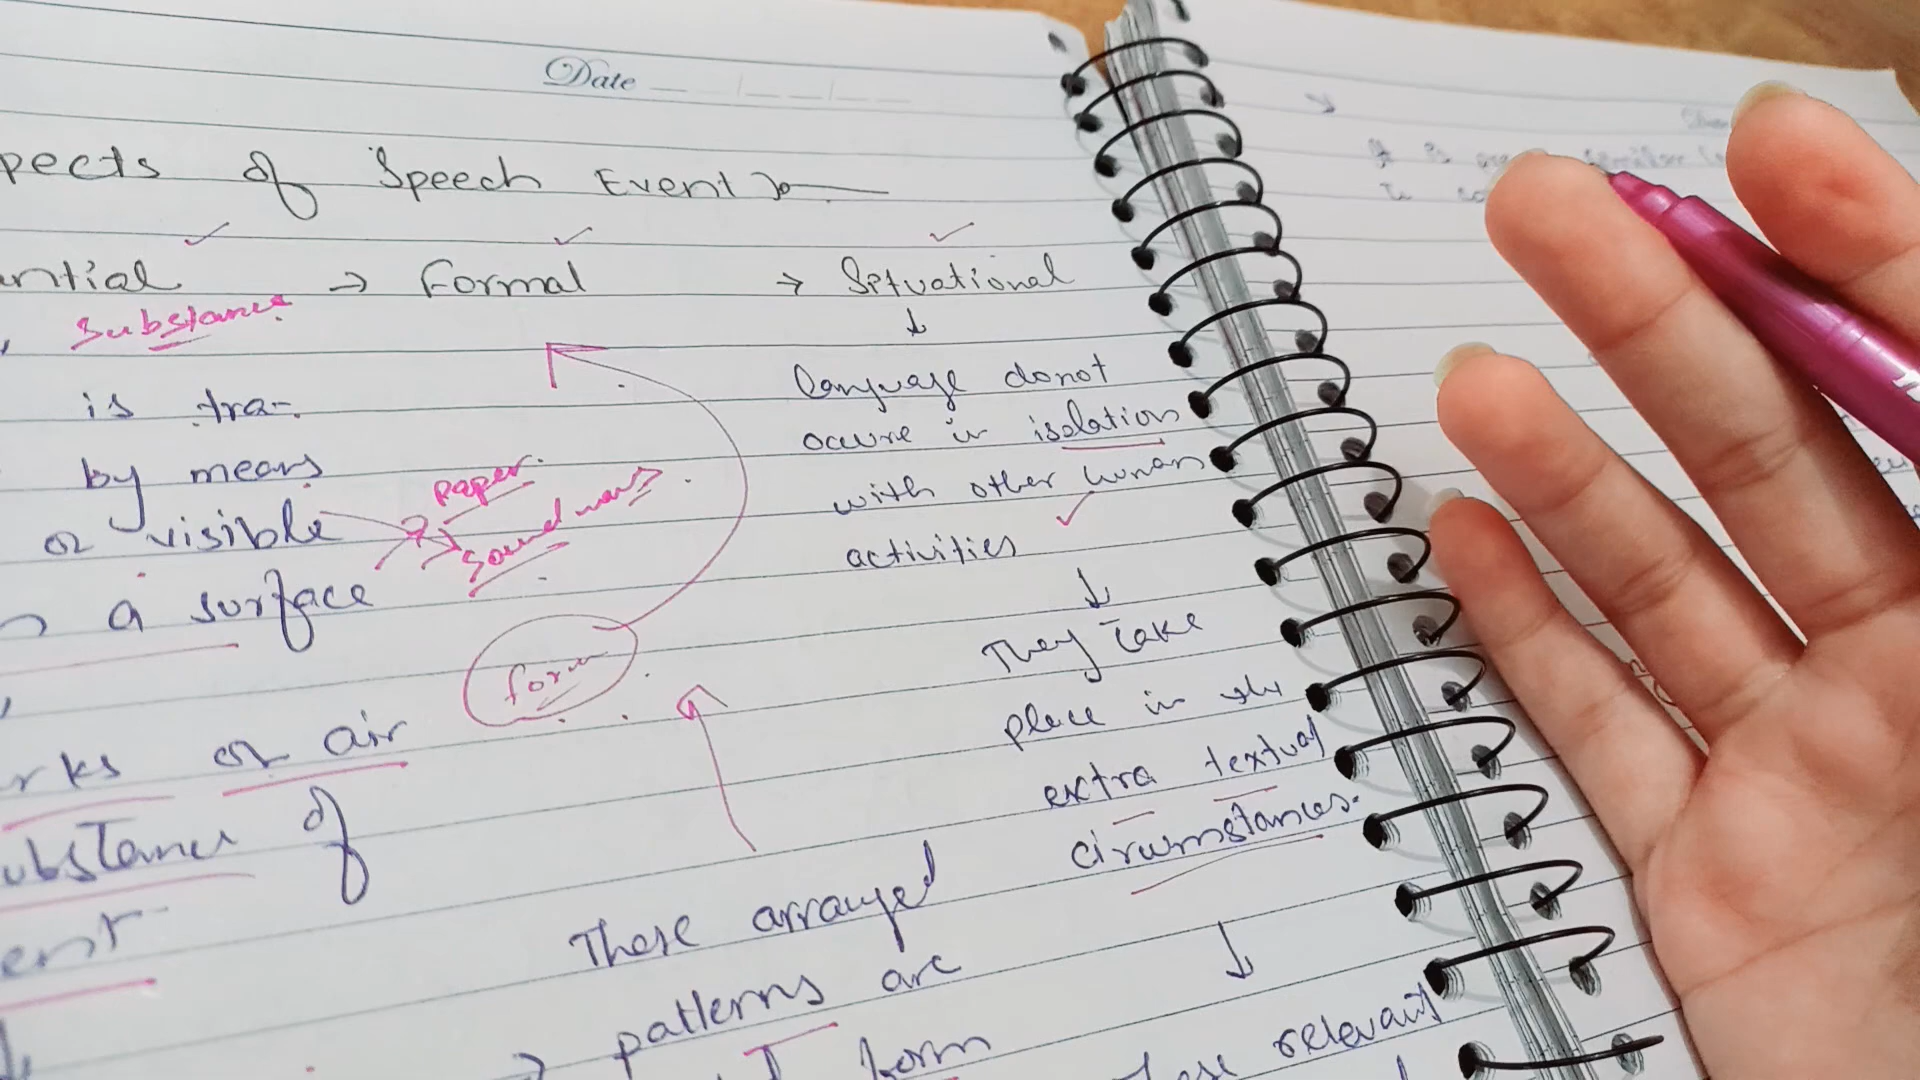 Date
pects of Speech Event
ntial → Formal → Situational
Substance
is tra-
by means
or visible
a surface
paper
Sound waves
form
rks or air
ubstance of
ent
These arranged
patterns are
form
↓
language donot
occure in isolation
with other human
activities
↓
They take
place in the
extra textual
circumstances.
↓
relevant